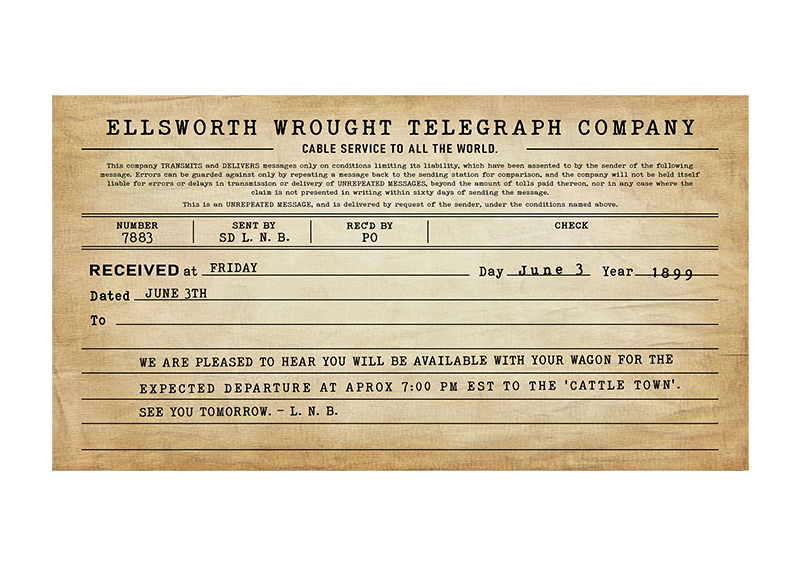 ELLSWORTH WROUGHT TELEGRAPH COMPANY
CABLE SERVICE TO ALL THE WORLD.
This company TRANSMITS and DELIVERS messages only on conditions limiting its liability, which have been assented to by the sender of the following
message. Errors can be guarded against only by repeating a message back to the sending station for comparison, and the company will not be held itself
liable for errors or delays in transmission or delivery of UNREPEATED MESSAGES, beyond the amount of tolls paid thereon, nor in any case where the
claim is not presented in writing within sixty days of sending the message.
This is an UNREPEATED MESSAGE, and is delivered by request of the sender, under the conditions named above.
NUMBER SENT BY REC'D BY CHECK
7883 SD L. N. B. PO
RECEIVED at FRIDAY Day June 3 Year 1899
Dated JUNE 3TH
To
WE ARE PLEASED TO HEAR YOU WILL BE AVAILABLE WITH YOUR WAGON FOR THE
EXPECTED DEPARTURE AT APROX 7:00 PM EST TO THE 'CATTLE TOWN'.
SEE YOU TOMORROW. – L. N. B.